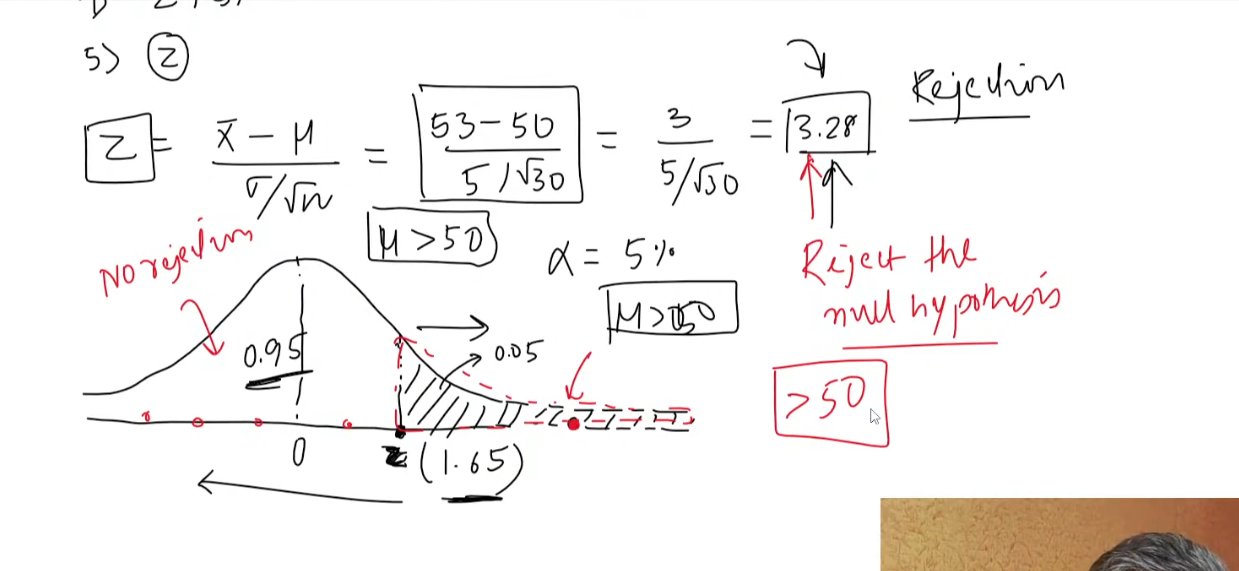 5) Z
Z = x̄ − μ / σ/√n = 53−50 / 5/√30 = 3 / 5/√30 = 3.28
Rejection
No rejection
μ > 50
α = 5%
Reject the
null hypothesis
μ > 50
0.95
0.05
> 50
0
z (1.65)